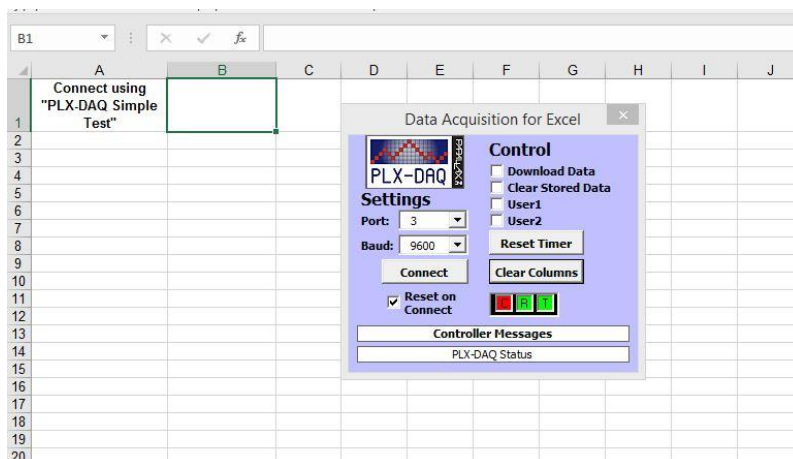 B1
fx
A B C D E F G H I J
1 Connect using
"PLX-DAQ Simple
Test"
2
3
4
5
6
7
8
9
10
11
12
13
14
15
16
17
18
19
20
Data Acquisition for Excel
PLX-DAQ
PARALLAX
Settings
Port: 3
Baud: 9600
Connect
Reset on
Connect
Control
Download Data
Clear Stored Data
User1
User2
Reset Timer
Clear Columns
C R T
Controller Messages
PLX-DAQ Status